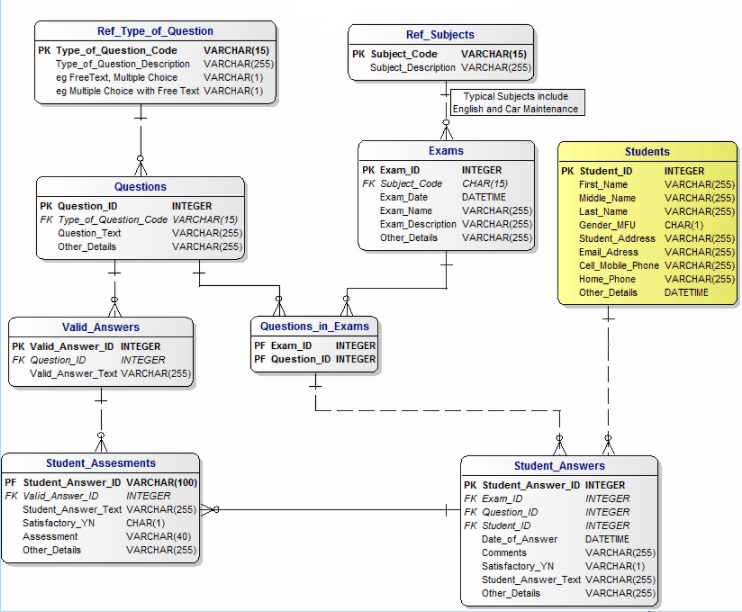 Ref_Type_of_Question
PK Type_of_Question_Code VARCHAR(15)
Type_of_Question_Description VARCHAR(255)
eg FreeText, Multiple Choice VARCHAR(1)
eg Multiple Choice with Free Text VARCHAR(1)
Ref_Subjects
PK Subject_Code VARCHAR(15)
Subject_Description VARCHAR(255)
Typical Subjects include
English and Car Maintenance
Exams
PK Exam_ID INTEGER
FK Subject_Code CHAR(15)
Exam_Date DATETIME
Exam_Name VARCHAR(255)
Exam_Description VARCHAR(255)
Other_Details VARCHAR(255)
Students
PK Student_ID INTEGER
First_Name VARCHAR(255)
Middle_Name VARCHAR(255)
Last_Name VARCHAR(255)
Gender_MFU CHAR(1)
Student_Address VARCHAR(255)
Email_Adress VARCHAR(255)
Cell_Mobile_Phone VARCHAR(255)
Home_Phone VARCHAR(255)
Other_Details DATETIME
Questions
PK Question_ID INTEGER
FK Type_of_Question_Code VARCHAR(15)
Question_Text VARCHAR(255)
Other_Details VARCHAR(255)
Valid_Answers
PK Valid_Answer_ID INTEGER
FK Question_ID INTEGER
Valid_Answer_Text VARCHAR(255)
Questions_in_Exams
PF Exam_ID INTEGER
PF Question_ID INTEGER
Student_Assesments
PF Student_Answer_ID VARCHAR(100)
FK Valid_Answer_ID INTEGER
Student_Answer_Text VARCHAR(255)
Satisfactory_YN CHAR(1)
Assessment VARCHAR(40)
Other_Details VARCHAR(255)
Student_Answers
PK Student_Answer_ID INTEGER
FK Exam_ID INTEGER
FK Question_ID INTEGER
FK Student_ID INTEGER
Date_of_Answer DATETIME
Comments VARCHAR(255)
Satisfactory_YN VARCHAR(1)
Student_Answer_Text VARCHAR(255)
Other_Details VARCHAR(255)